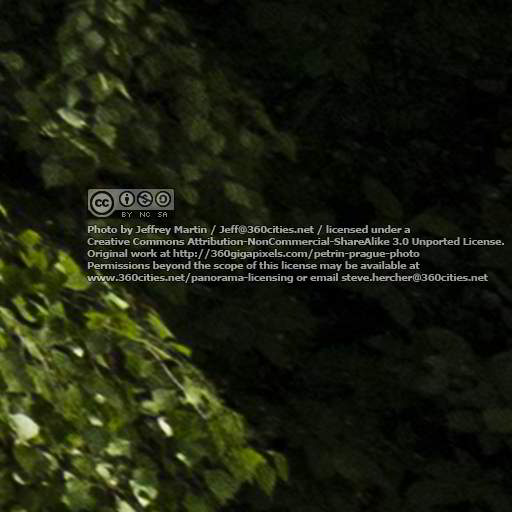 cc
BY NC SA
Photo by Jeffrey Martin / Jeff@360cities.net / licensed under a
Creative Commons Attribution-NonCommercial-ShareAlike 3.0 Unported License.
Original work at http://360gigapixels.com/petrin-prague-photo
Permissions beyond the scope of this license may be available at
www.360cities.net/panorama-licensing or email steve.hercher@360cities.net